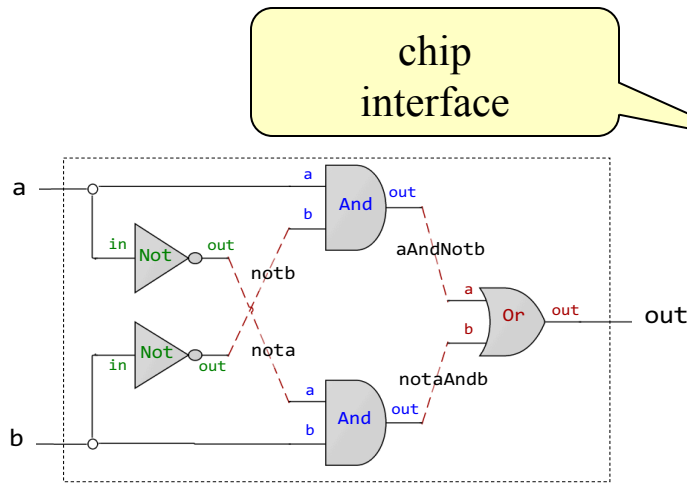 chip
interface
a
a
And
out
b
in
Not
out
notb
aAndNotb
a
Or
out
out
b
Not
in
out
nota
notaAndb
a
And
out
b
b